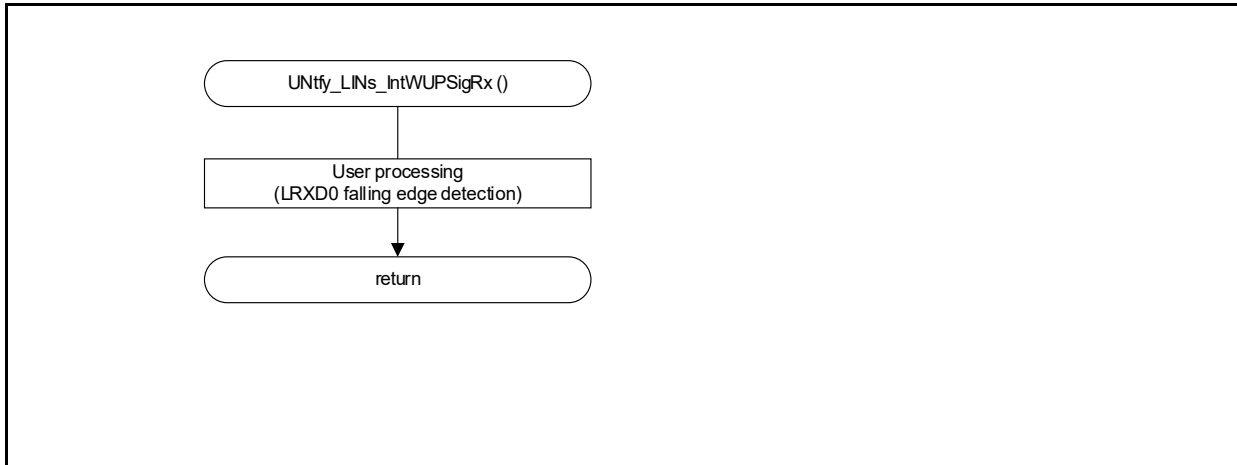 UNtfy_LINs_IntWUPSigRx ()
User processing
(LRXD0 falling edge detection)
return